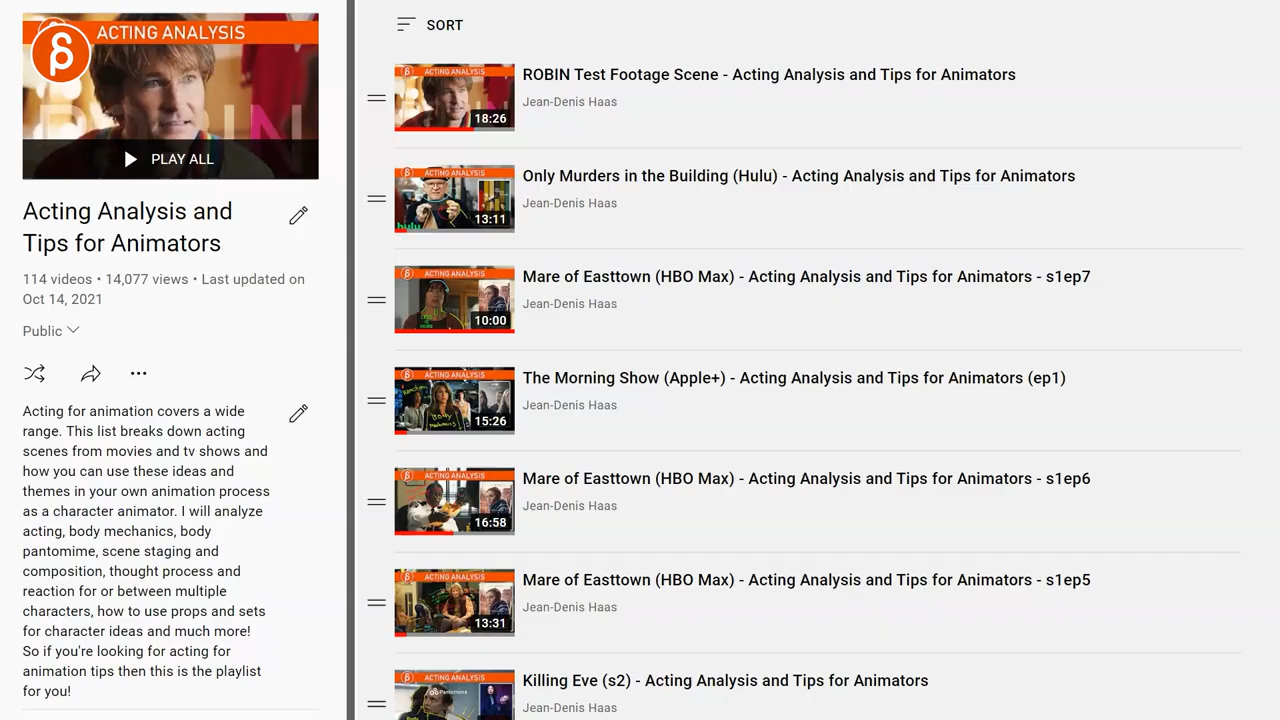 ACTING ANALYSIS
PLAY ALL
Acting Analysis and
Tips for Animators
114 videos • 14,077 views • Last updated on
Oct 14, 2021
Public
Acting for animation covers a wide
range. This list breaks down acting
scenes from movies and tv shows and
how you can use these ideas and
themes in your own animation process
as a character animator. I will analyze
acting, body mechanics, body
pantomime, scene staging and
composition, thought process and
reaction for or between multiple
characters, how to use props and sets
for character ideas and much more!
So if you're looking for acting for
animation tips then this is the playlist
for you!
SORT
ACTING ANALYSIS
18:26
ROBIN Test Footage Scene - Acting Analysis and Tips for Animators
Jean-Denis Haas
ACTING ANALYSIS
hulu
13:11
Only Murders in the Building (Hulu) - Acting Analysis and Tips for Animators
Jean-Denis Haas
ACTING ANALYSIS
10:00
Mare of Easttown (HBO Max) - Acting Analysis and Tips for Animators - s1ep7
Jean-Denis Haas
ACTING ANALYSIS
15:26
The Morning Show (Apple+) - Acting Analysis and Tips for Animators (ep1)
Jean-Denis Haas
ACTING ANALYSIS
16:58
Mare of Easttown (HBO Max) - Acting Analysis and Tips for Animators - s1ep6
Jean-Denis Haas
ACTING ANALYSIS
13:31
Mare of Easttown (HBO Max) - Acting Analysis and Tips for Animators - s1ep5
Jean-Denis Haas
ACTING ANALYSIS
Pantomime
Killing Eve (s2) - Acting Analysis and Tips for Animators
Jean-Denis Haas